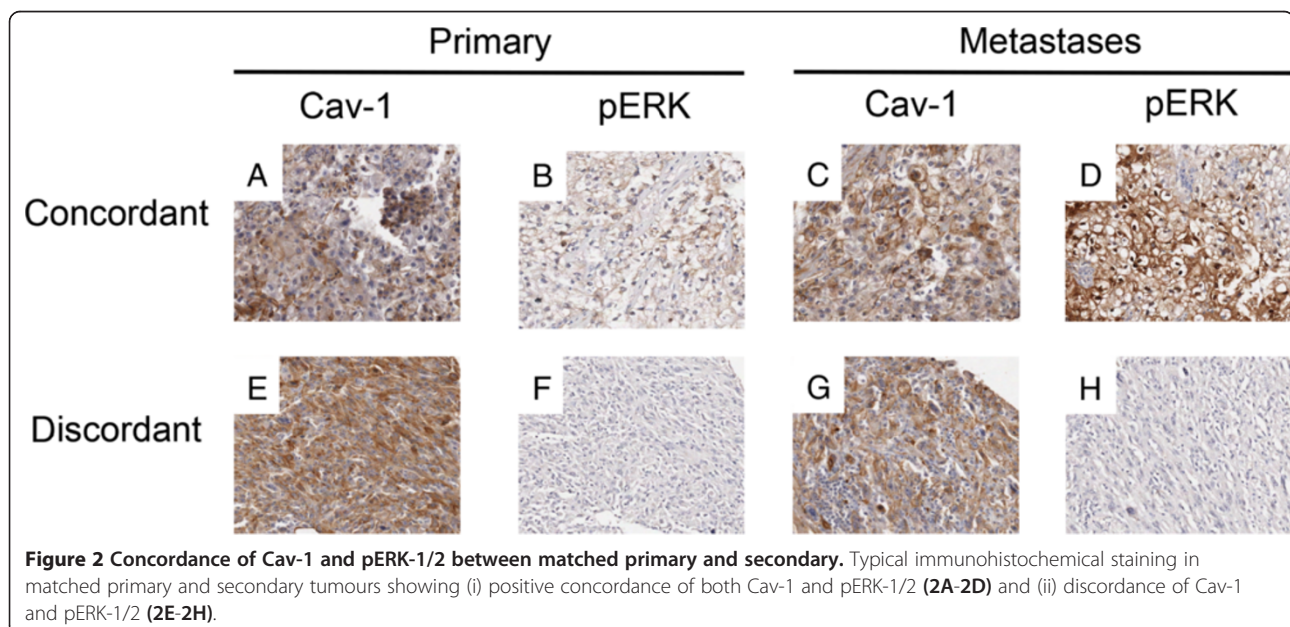 Primary Metastases
Cav-1 pERK Cav-1 pERK
Concordant A B C D
Discordant E F G H
Figure 2 Concordance of Cav-1 and pERK-1/2 between matched primary and secondary. Typical immunohistochemical staining in
matched primary and secondary tumours showing (i) positive concordance of both Cav-1 and pERK-1/2 (2A-2D) and (ii) discordance of Cav-1
and pERK-1/2 (2E-2H).